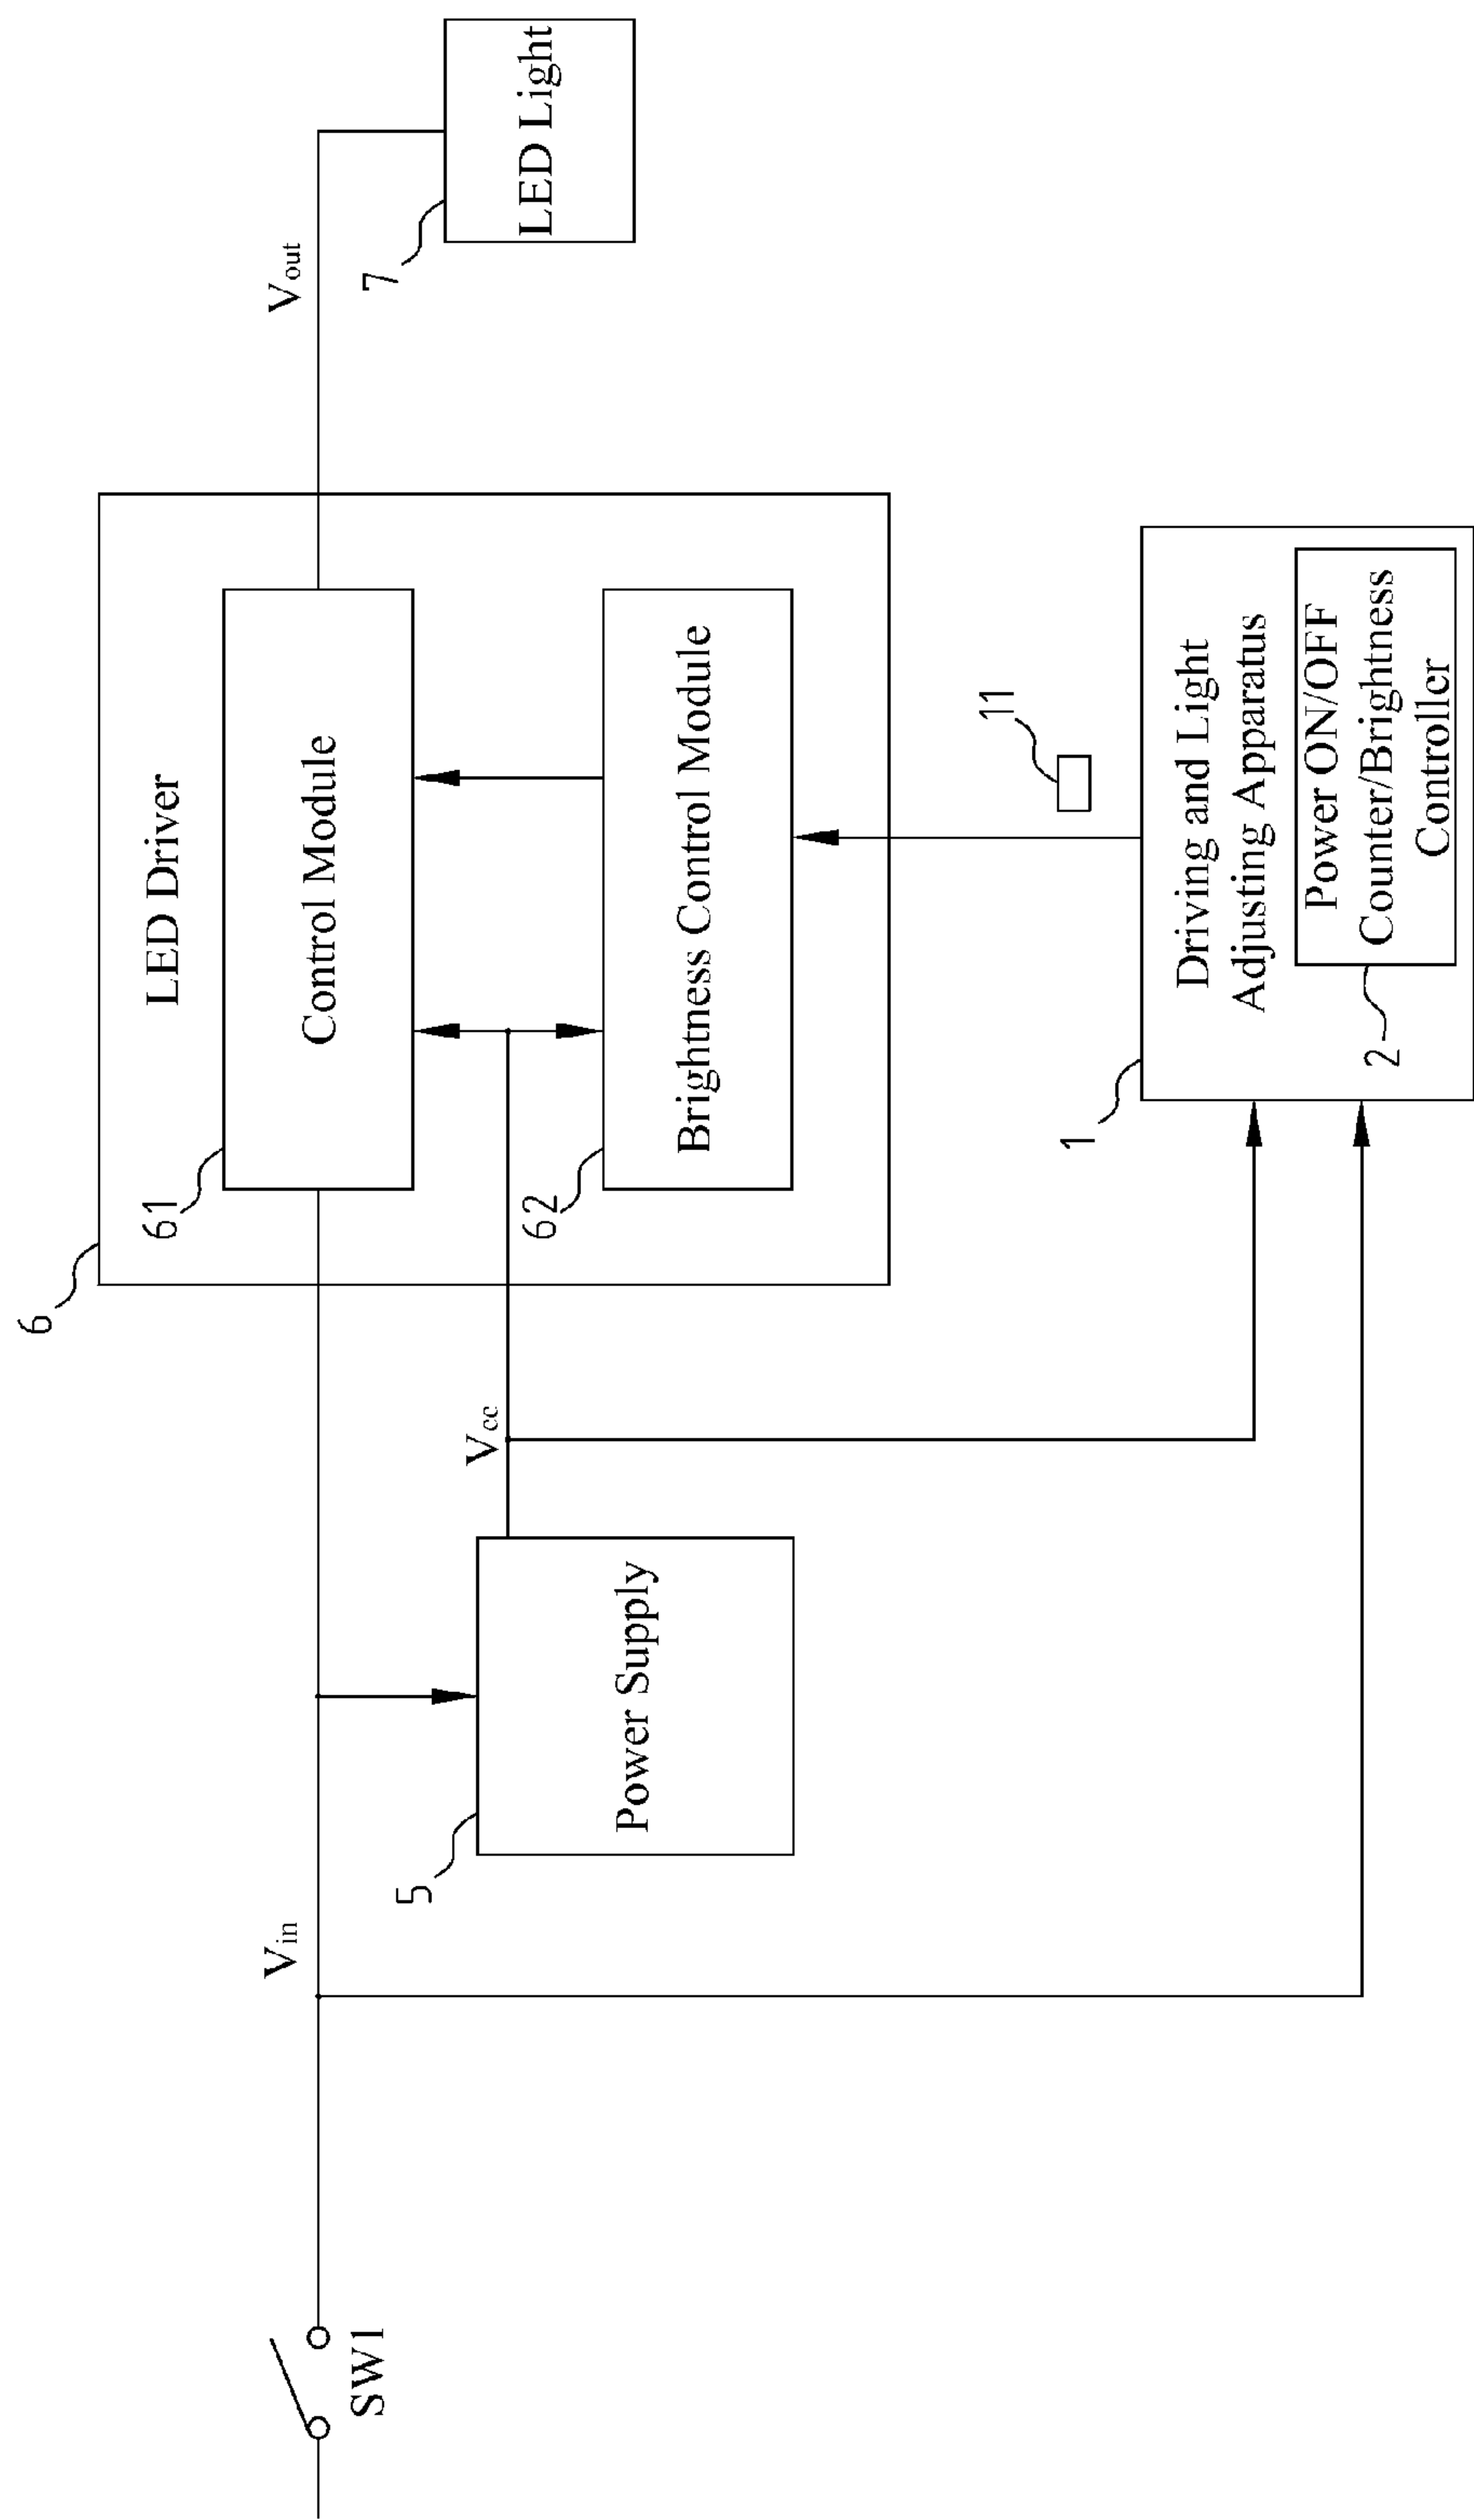 6
LED Driver
61
Control Module
62
Brightness Control Module
SW1
Vin
5
Power Supply
Vcc
Vout
7
LED Light
11
1
Driving and Light
Adjusting Apparatus
2
Power ON/OFF
Counter/Brightness
Controller